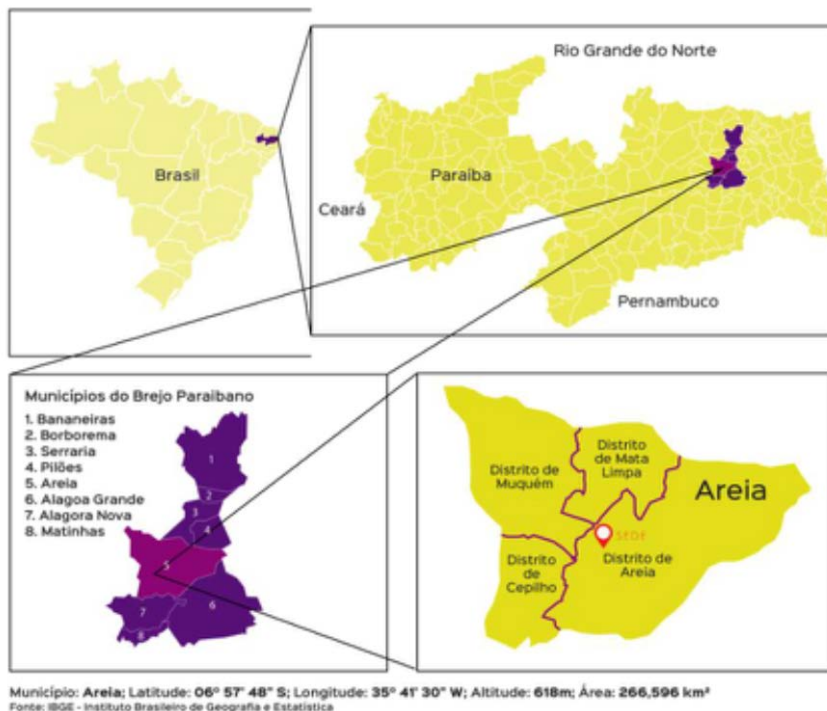 Rio Grande do Norte
Brasil
Paraíba
Ceará
Pernambuco
Municípios do Brejo Paraibano
1. Bananeiras
2. Borborema
3. Serraria
4. Pilões
5. Areia
6. Alagoa Grande
7. Alagora Nova
8. Matinhas
1
2
3
4
5
6
7
8
Distrito de
Muquém
Distrito
de Mata
Limpa
Areia
SEDE
Distrito
de
Cepilho
Distrito de
Areia
Município: Areia; Latitude: 06° 57' 48" S; Longitude: 35° 41' 30" W; Altitude: 618m; Área: 266,596 km²
Fonte: IBGE - Instituto Brasileiro de Geografia e Estatística